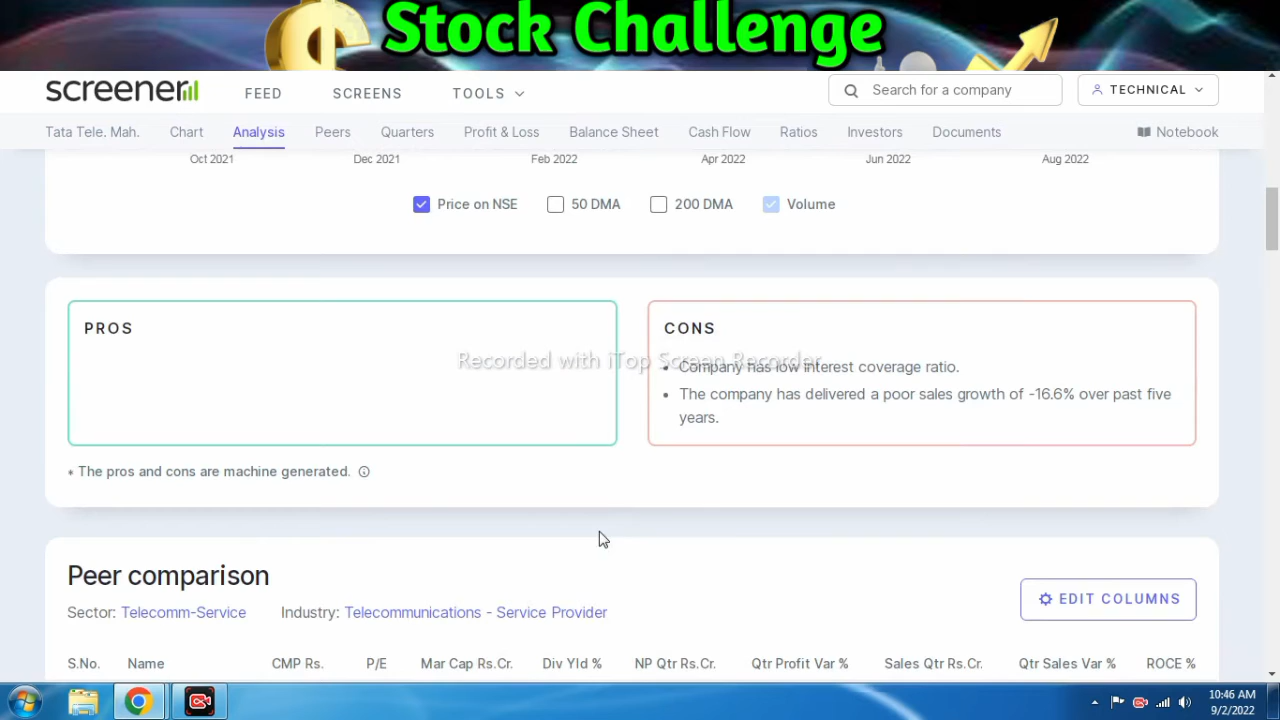 Stock Challenge
screener
FEED
SCREENS
TOOLS
Search for a company
TECHNICAL
Tata Tele. Mah.
Chart
Analysis
Peers
Quarters
Profit & Loss
Balance Sheet
Cash Flow
Ratios
Investors
Documents
Notebook
Oct 2021
Dec 2021
Feb 2022
Apr 2022
Jun 2022
Aug 2022
Price on NSE
50 DMA
200 DMA
Volume
PROS
CONS
Recorded with iTop Screen Recorder
• Company has low interest coverage ratio.
• The company has delivered a poor sales growth of -16.6% over past five
years.
* The pros and cons are machine generated.
Peer comparison
Sector: Telecomm-Service
Industry: Telecommunications - Service Provider
EDIT COLUMNS
S.No.
Name
CMP Rs.
P/E
Mar Cap Rs.Cr.
Div Yld %
NP Qtr Rs.Cr.
Qtr Profit Var %
Sales Qtr Rs.Cr.
Qtr Sales Var %
ROCE %
10:46 AM
9/2/2022